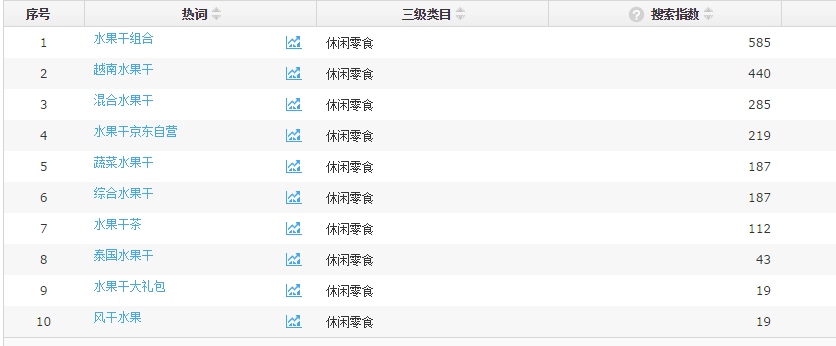 序号 热词 三级类目 ? 搜索指数
1 水果干组合 休闲零食 585
2 越南水果干 休闲零食 440
3 混合水果干 休闲零食 285
4 水果干京东自营 休闲零食 219
5 蔬菜水果干 休闲零食 187
6 综合水果干 休闲零食 187
7 水果干茶 休闲零食 112
8 泰国水果干 休闲零食 43
9 水果干大礼包 休闲零食 19
10 风干水果 休闲零食 19